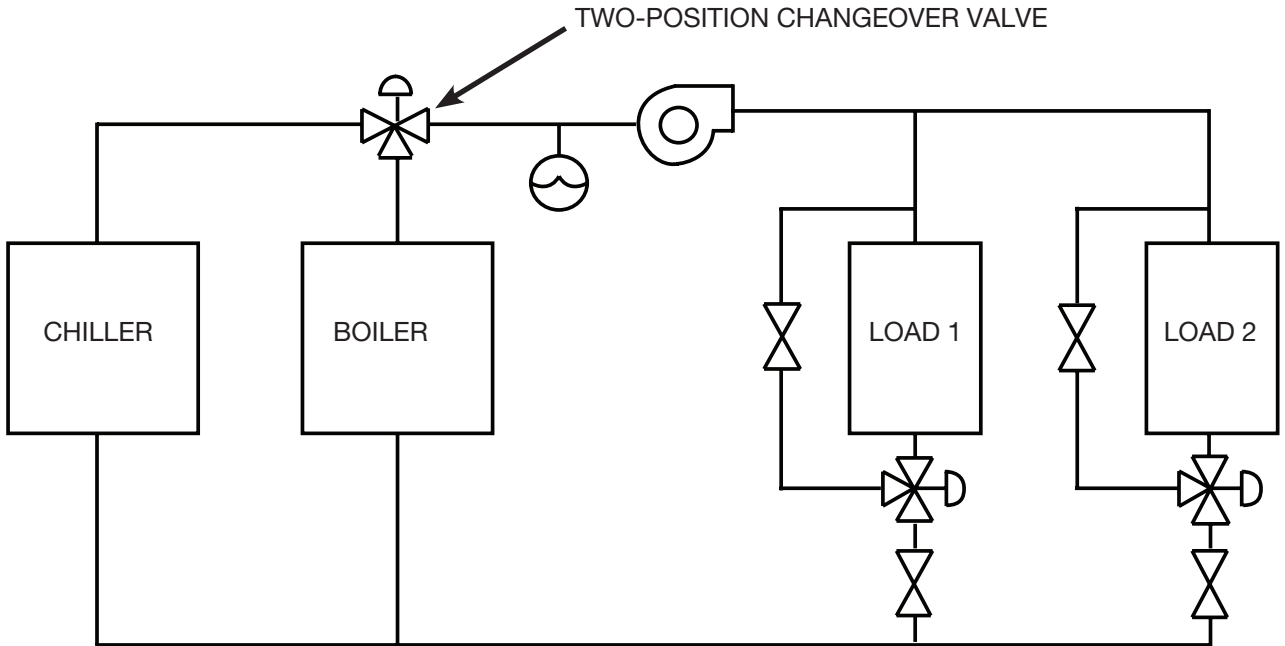 TWO-POSITION CHANGEOVER VALVE
CHILLER
BOILER
LOAD 1
LOAD 2